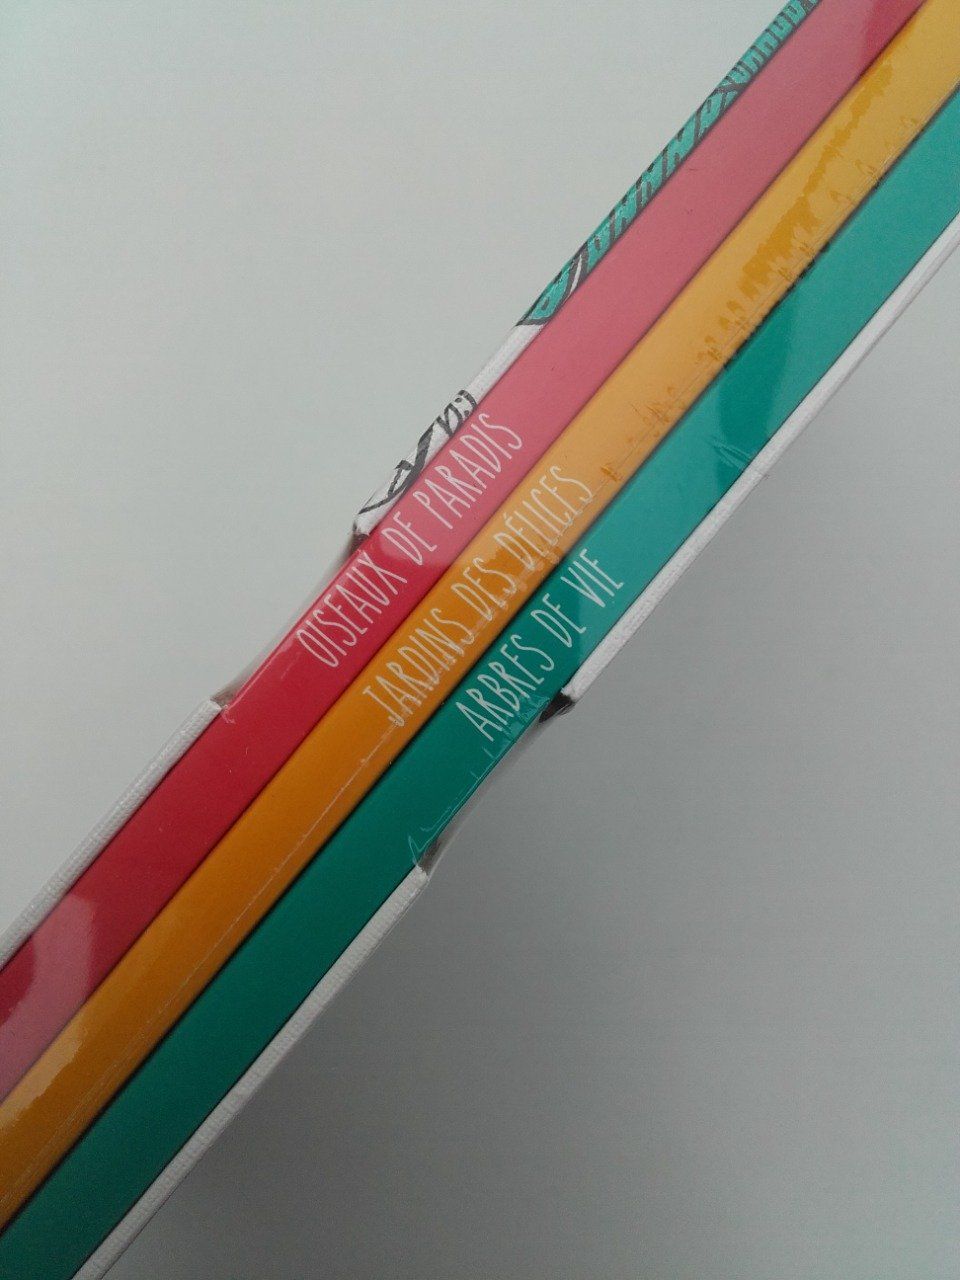 OISEAUX DE PARADIS
JARDINS DES DÉLICES
ARBRES DE VIE